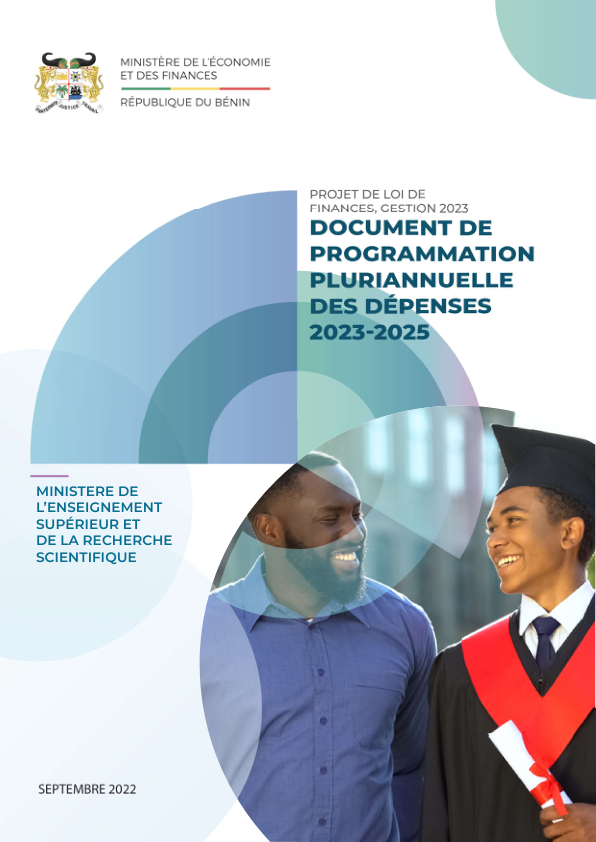 MINISTÈRE DE L'ÉCONOMIE
ET DES FINANCES
RÉPUBLIQUE DU BÉNIN
FRATERNITÉ JUSTICE TRAVAIL
PROJET DE LOI DE
FINANCES, GESTION 2023
DOCUMENT DE
PROGRAMMATION
PLURIANNUELLE
DES DÉPENSES
2023-2025
MINISTERE DE
L'ENSEIGNEMENT
SUPÉRIEUR ET
DE LA RECHERCHE
SCIENTIFIQUE
SEPTEMBRE 2022